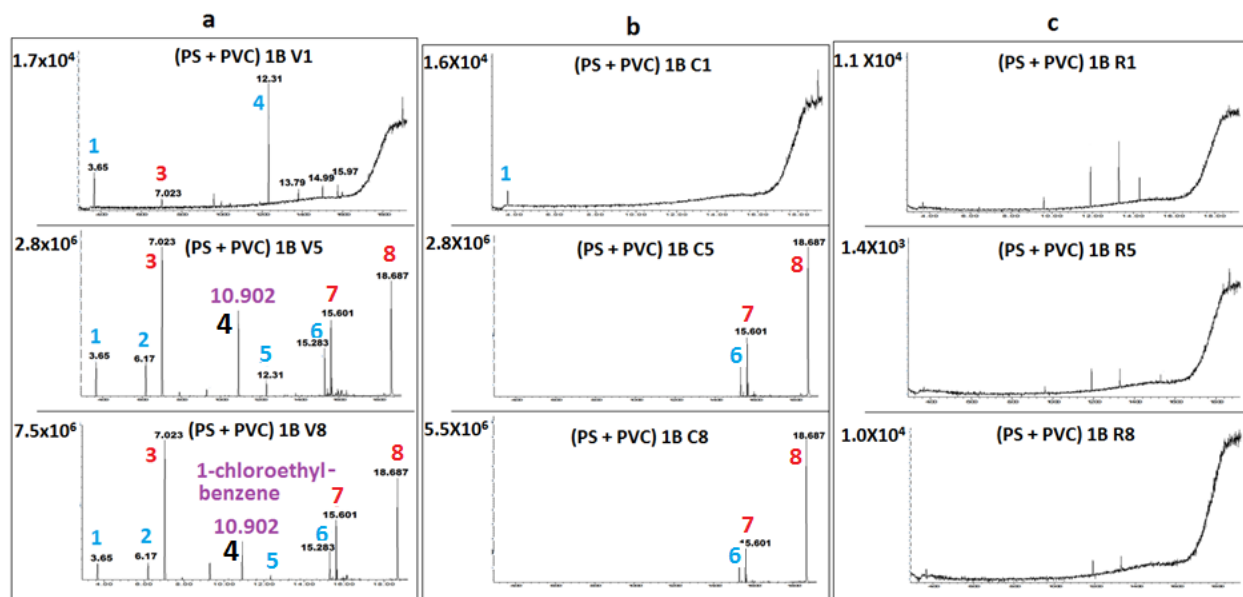 a
b
c
1.7x10⁴
(PS + PVC) 1B V1
12.31
4
1
3.65
3
7.023
13.79
14.99
15.97
1.6X10⁴
(PS + PVC) 1B C1
1
1.1 X10⁴
(PS + PVC) 1B R1
2.8x10⁶
7.023
(PS + PVC) 1B V5
3
8
18.687
10.902
7
15.601
1
3.65
2
6.17
4
5
12.31
6
15.283
2.8X10⁶
(PS + PVC) 1B C5
18.687
8
7
15.601
6
1.4X10³
(PS + PVC) 1B R5
7.5x10⁶
7.023
(PS + PVC) 1B V8
3
1-chloroethyl-
benzene
8
18.687
7
15.601
10.902
1
3.65
2
6.17
4
5
6
15.283
5.5X10⁶
(PS + PVC) 1B C8
18.687
8
7
15.601
6
1.0X10⁴
(PS + PVC) 1B R8